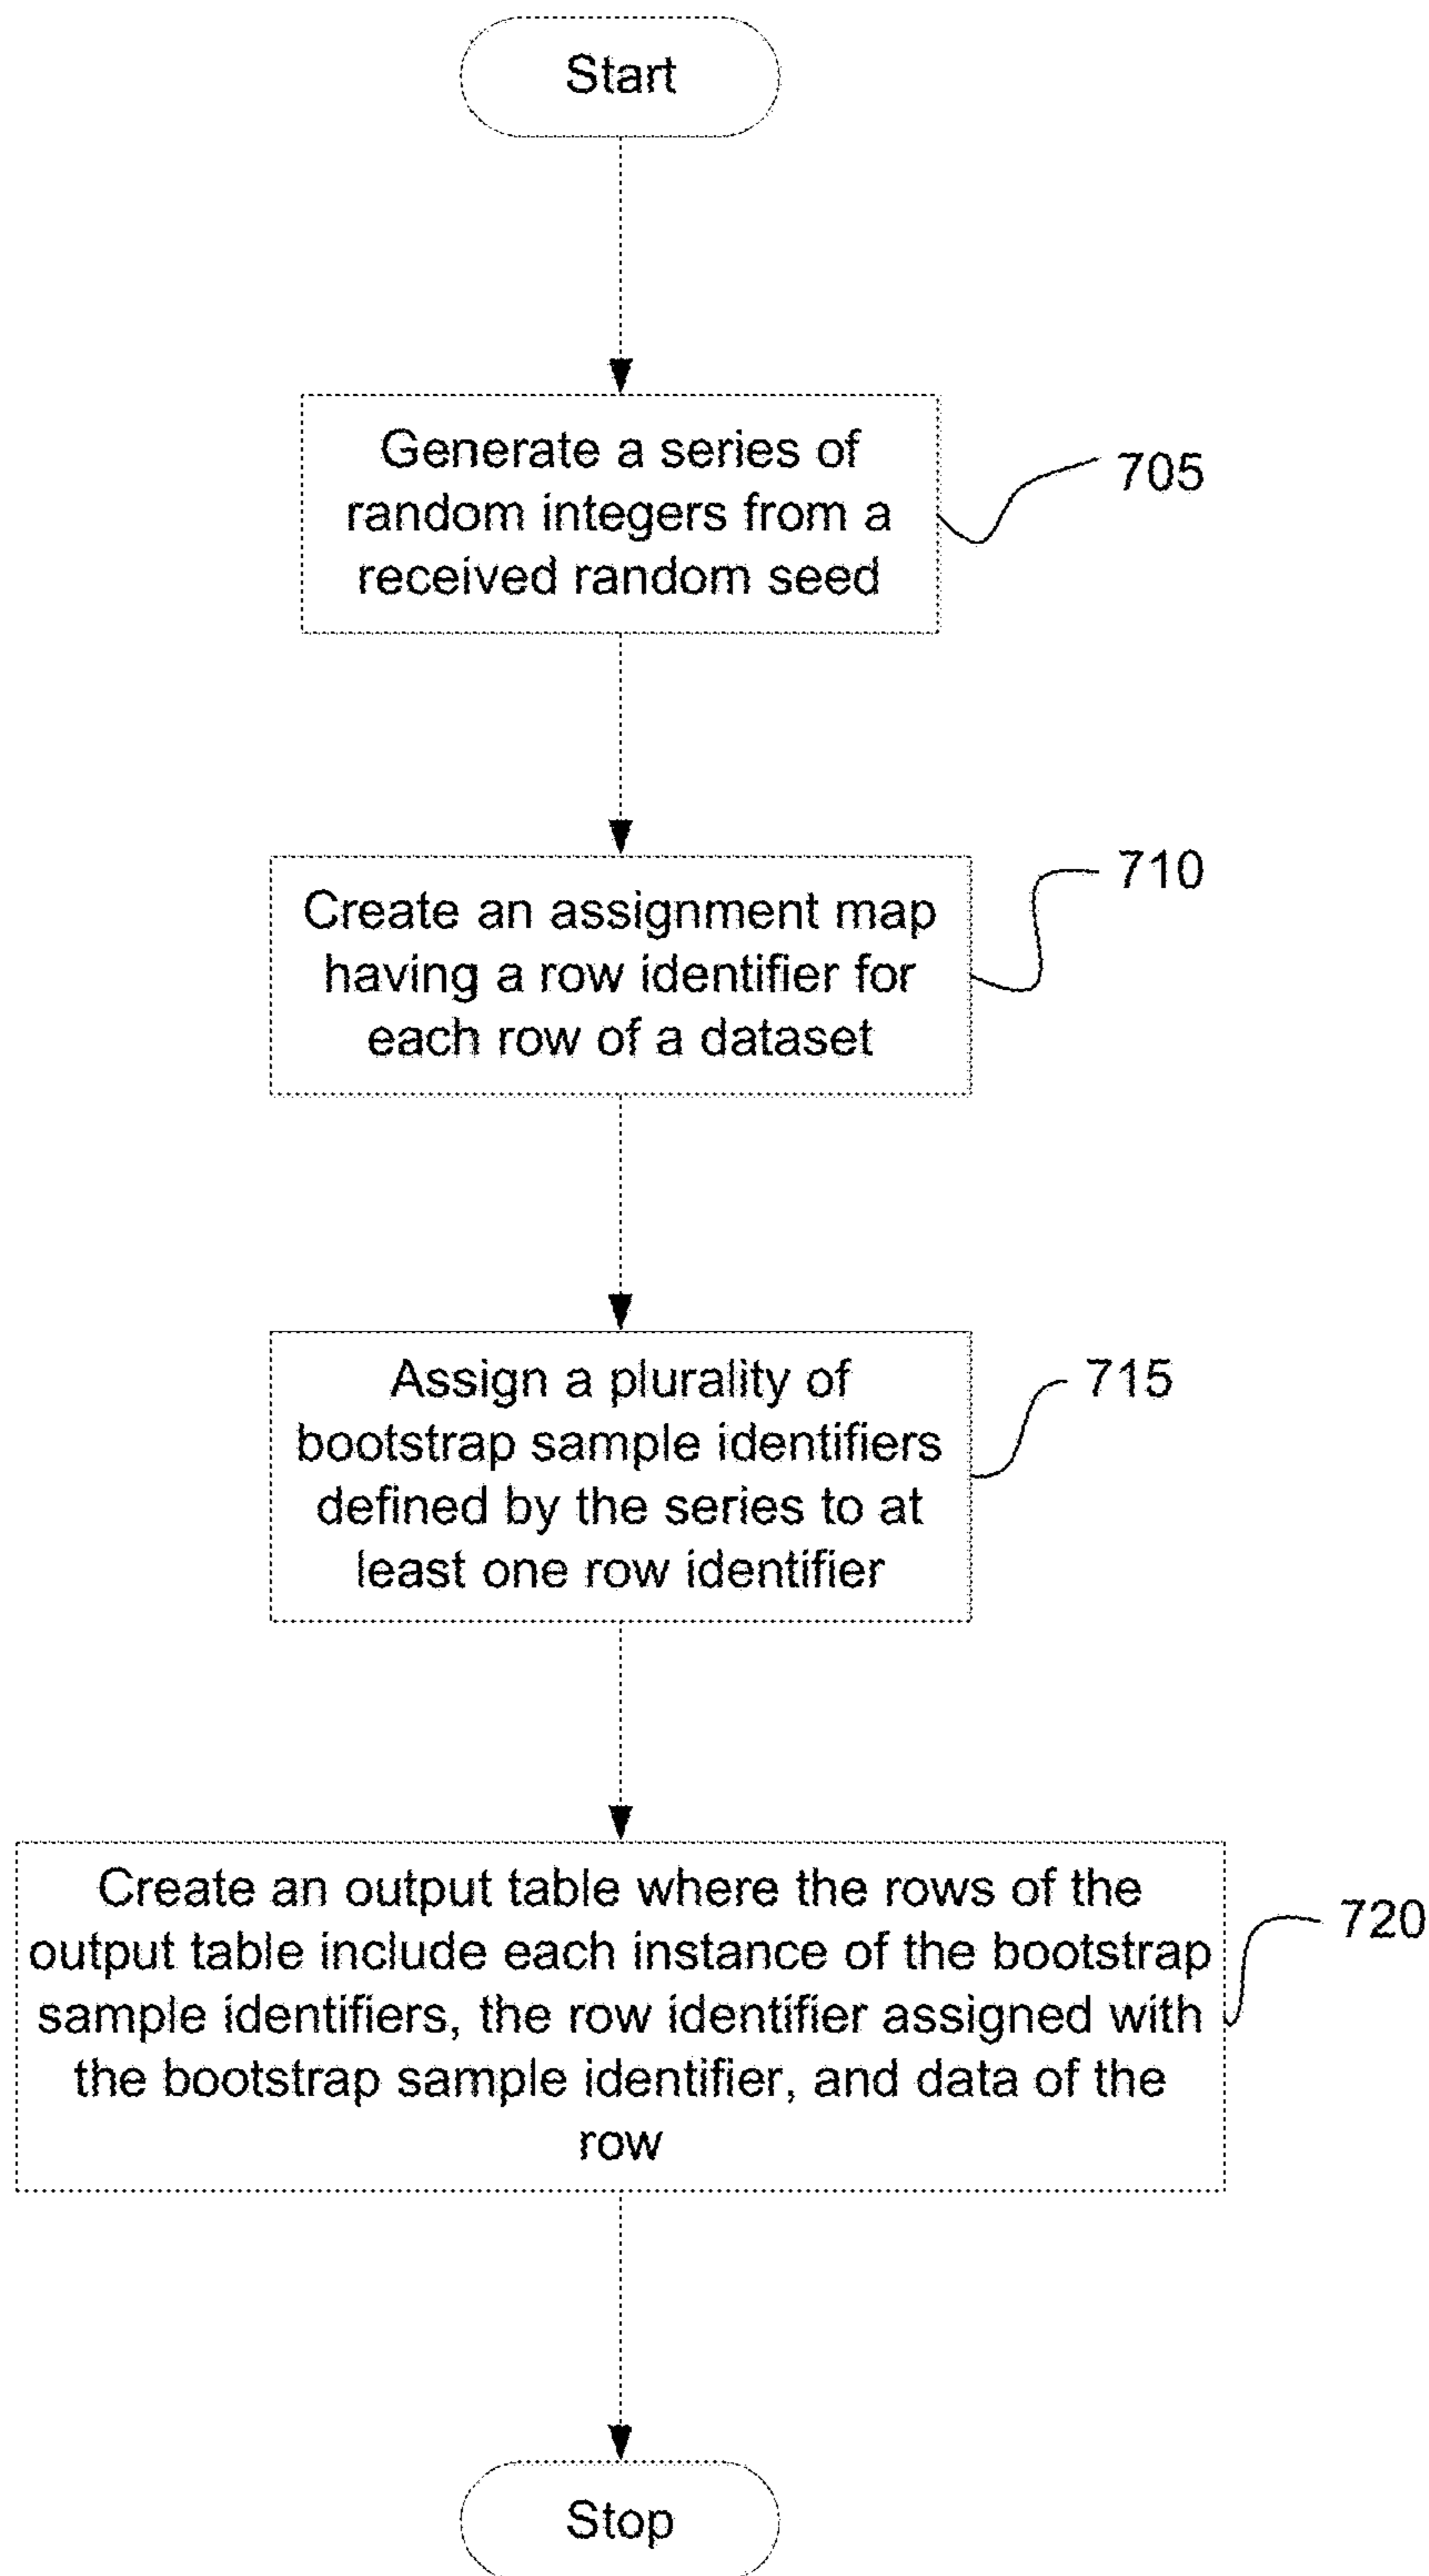 Start
Generate a series of
random integers from a
received random seed
705
Create an assignment map
having a row identifier for
each row of a dataset
710
Assign a plurality of
bootstrap sample identifiers
defined by the series to at
least one row identifier
715
Create an output table where the rows of the
output table include each instance of the bootstrap
sample identifiers, the row identifier assigned with
the bootstrap sample identifier, and data of the
row
720
Stop